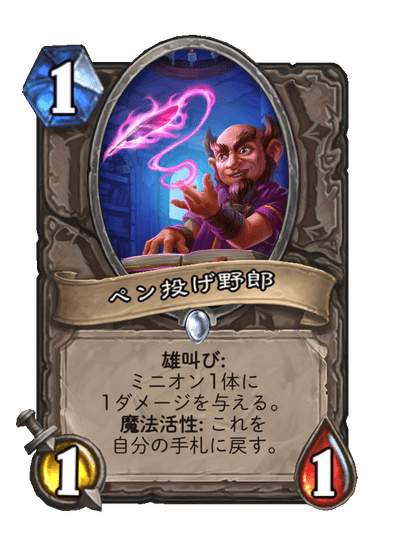 1
ペン投げ野郎
雄叫び:
ミニオン1体に
1ダメージを与える。
魔法活性: これを
自分の手札に戻す。
1
1